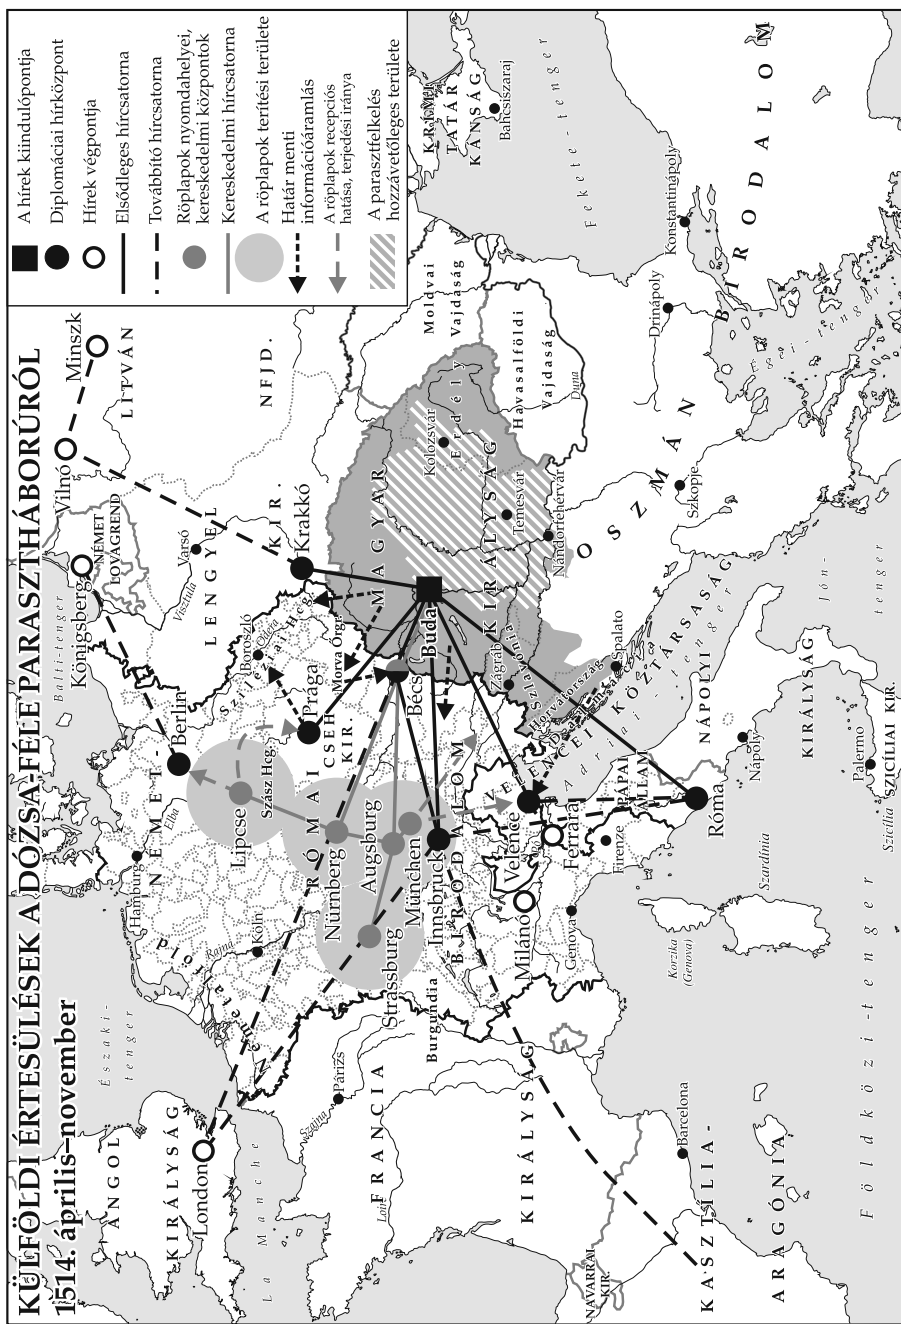 KÜLFÖLDI ÉRTESÜLÉSEK A DÓZSA-FÉLE PARASZTHÁBORÚRÓL
1514. április–november
A hírek kiindulópontja
Diplomáciai hírközpont
Hírek végpontja
Elsődleges hírcsatorna
Továbbító hírcsatorna
Röplapok nyomdahelyei,
kereskedelmi központok
Kereskedelmi hírcsatorna
A röplapok terítési területe
Határ menti
információáramlás
A röplapok recepciós
hatása, terjedési iránya
A parasztfelkelés
hozzávetőleges területe
ANGOL
KIRÁLYSÁG
London
Északi-
tenger
La Manche
Balti-tenger
Königsberg
NÉMET
LOVAGREND
Vilnó
Minszk
LITVÁN
NFJD.
LENGYEL
KIR.
Varsó
Visztula
Krakkó
Hamburg
Berlin
NÉMET-
RÓMAI
BIRODALOM
Elba
Lipcse
Szász Hcg.
Boroszló
Odera
Sziléziai Hcg.
Prága
CSEH
KIR.
Morva Őrgr.
Németalföld
Rajna
Köln
Nürnberg
Augsburg
München
Strassburg
Innsbruck
Bécs
Buda
MAGYAR
KIRÁLYSÁG
Kolozsvár
Erdély
Temesvár
Nándorfehérvár
Zágráb
Szlavónia
Horvátország
Spalato
Moldvai
Vajdaság
Havasalföldi
Vajdaság
Duna
KRÍMI
TATÁR
KÁNSÁG
Bahcsiszaraj
Fekete-tenger
Konstantinápoly
Drinápoly
OSZMÁN
BIRODALOM
Szkopje
Égei-tenger
Párizs
Szajna
Loire
FRANCIA
KIRÁLYSÁG
Burgundia
Milánó
Velence
Ferrara
Genova
Firenze
VELENCEI KÖZTÁRSASÁG
Adriai-tenger
PÁPAI
ÁLLAM
Róma
NÁPOLYI
KIRÁLYSÁG
Nápoly
Jón-
tenger
Palermo
SZICÍLIAI KIR.
Szicília
Szardínia
Korzika
(Genova)
Földközi-tenger
Barcelona
NAVARRAI
KIR.
KASZTÍLIA-
ARAGÓNIA